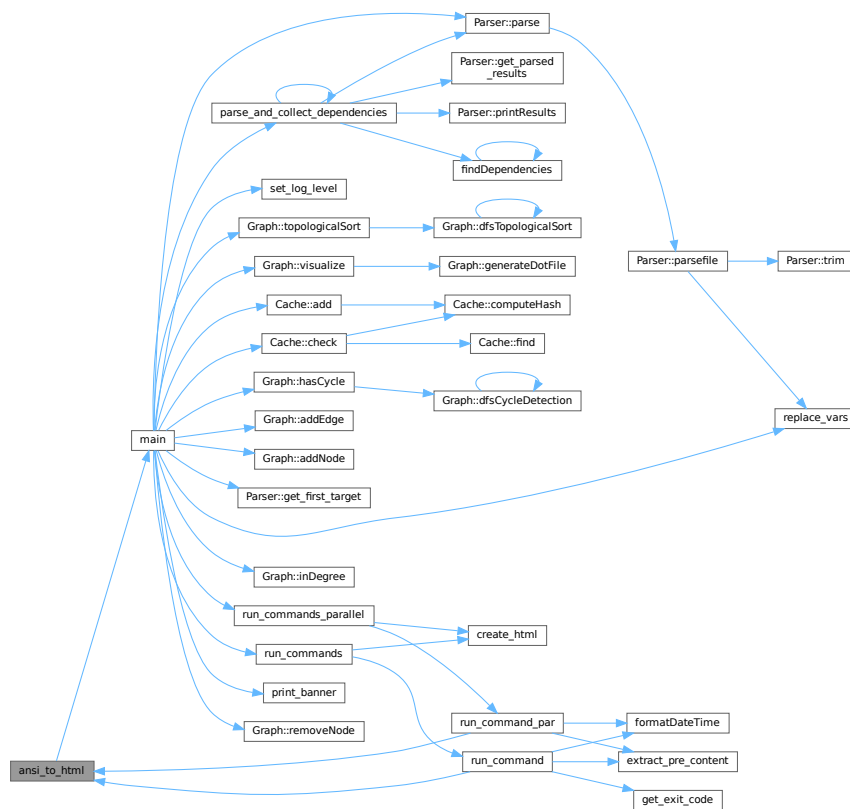 Parser::parse
Parser::get_parsed
_results
parse_and_collect_dependencies
Parser::printResults
findDependencies
set_log_level
Graph::topologicalSort
Graph::dfsTopologicalSort
Graph::visualize
Graph::generateDotFile
Parser::parsefile
Parser::trim
Cache::add
Cache::computeHash
Cache::check
Cache::find
Graph::hasCycle
Graph::dfsCycleDetection
replace_vars
Graph::addEdge
main
Graph::addNode
Parser::get_first_target
Graph::inDegree
run_commands_parallel
create_html
run_commands
print_banner
run_command_par
formatDateTime
Graph::removeNode
run_command
extract_pre_content
ansi_to_html
get_exit_code